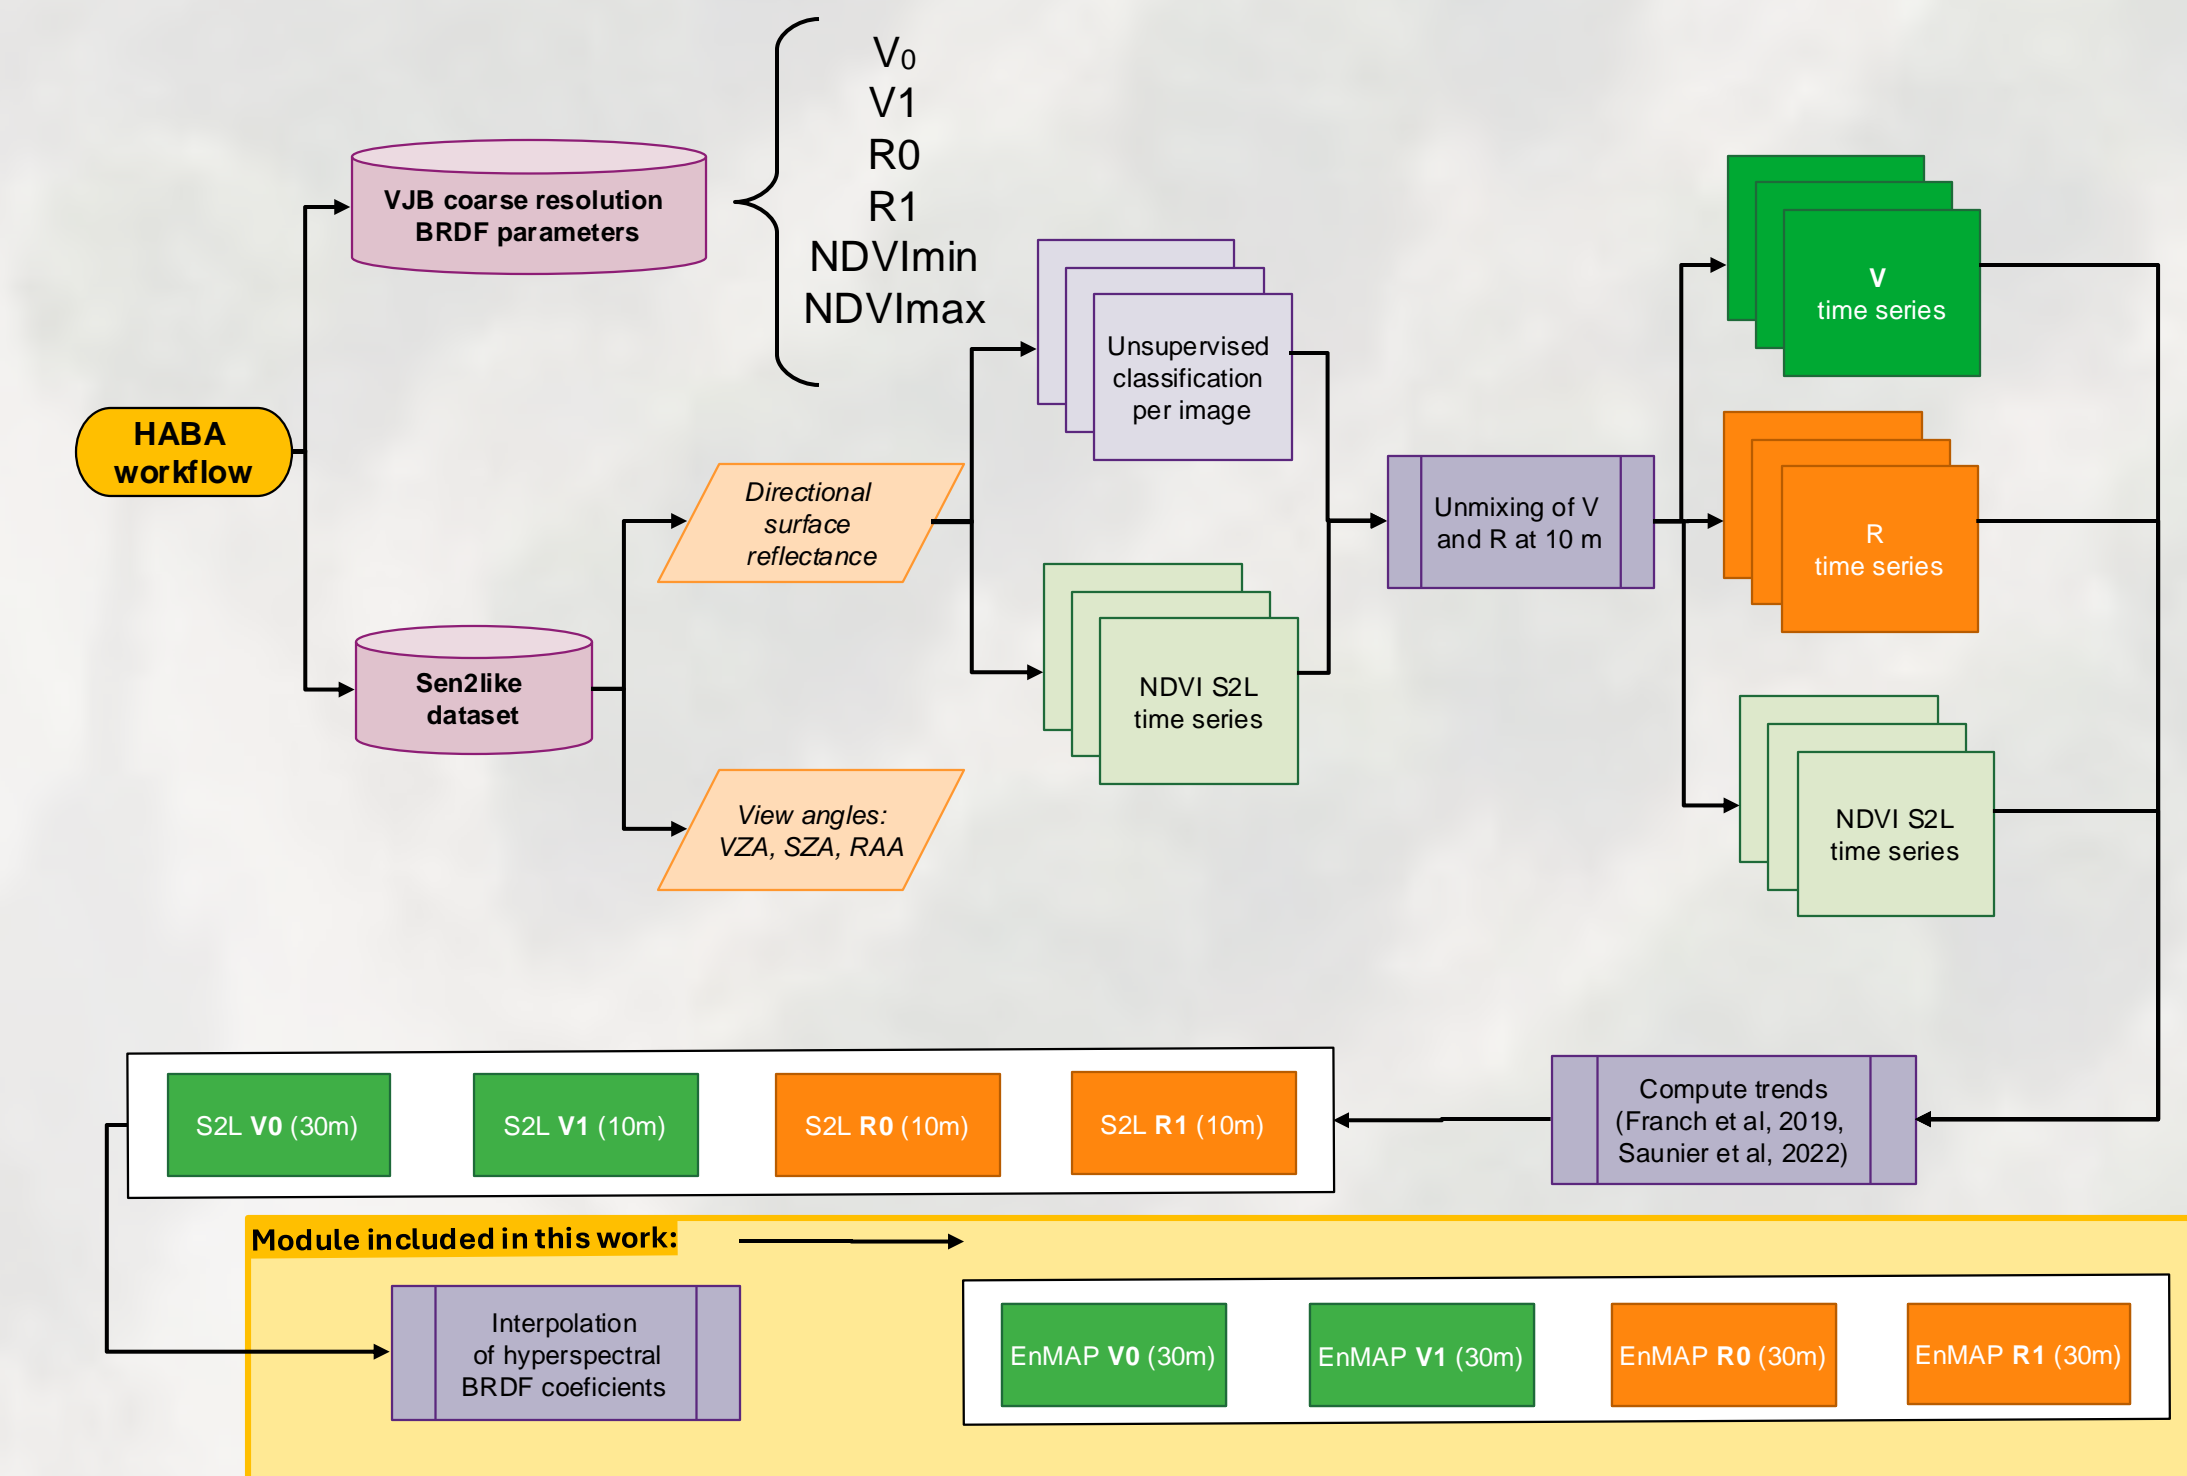 V0
V1
R0
R1
NDVImin
NDVImax
VJB coarse resolution
BRDF parameters
HABA
workflow
Sen2like
dataset
Directional
surface
reflectance
View angles:
VZA, SZA, RAA
Unsupervised
classification
per image
NDVI S2L
time series
Unmixing of V
and R at 10 m
V
time series
R
time series
NDVI S2L
time series
Compute trends
(Franch et al, 2019,
Saunier et al, 2022)
S2L V0 (30m)
S2L V1 (10m)
S2L R0 (10m)
S2L R1 (10m)
Module included in this work:
Interpolation
of hyperspectral
BRDF coeficients
EnMAP V0 (30m)
EnMAP V1 (30m)
EnMAP R0 (30m)
EnMAP R1 (30m)